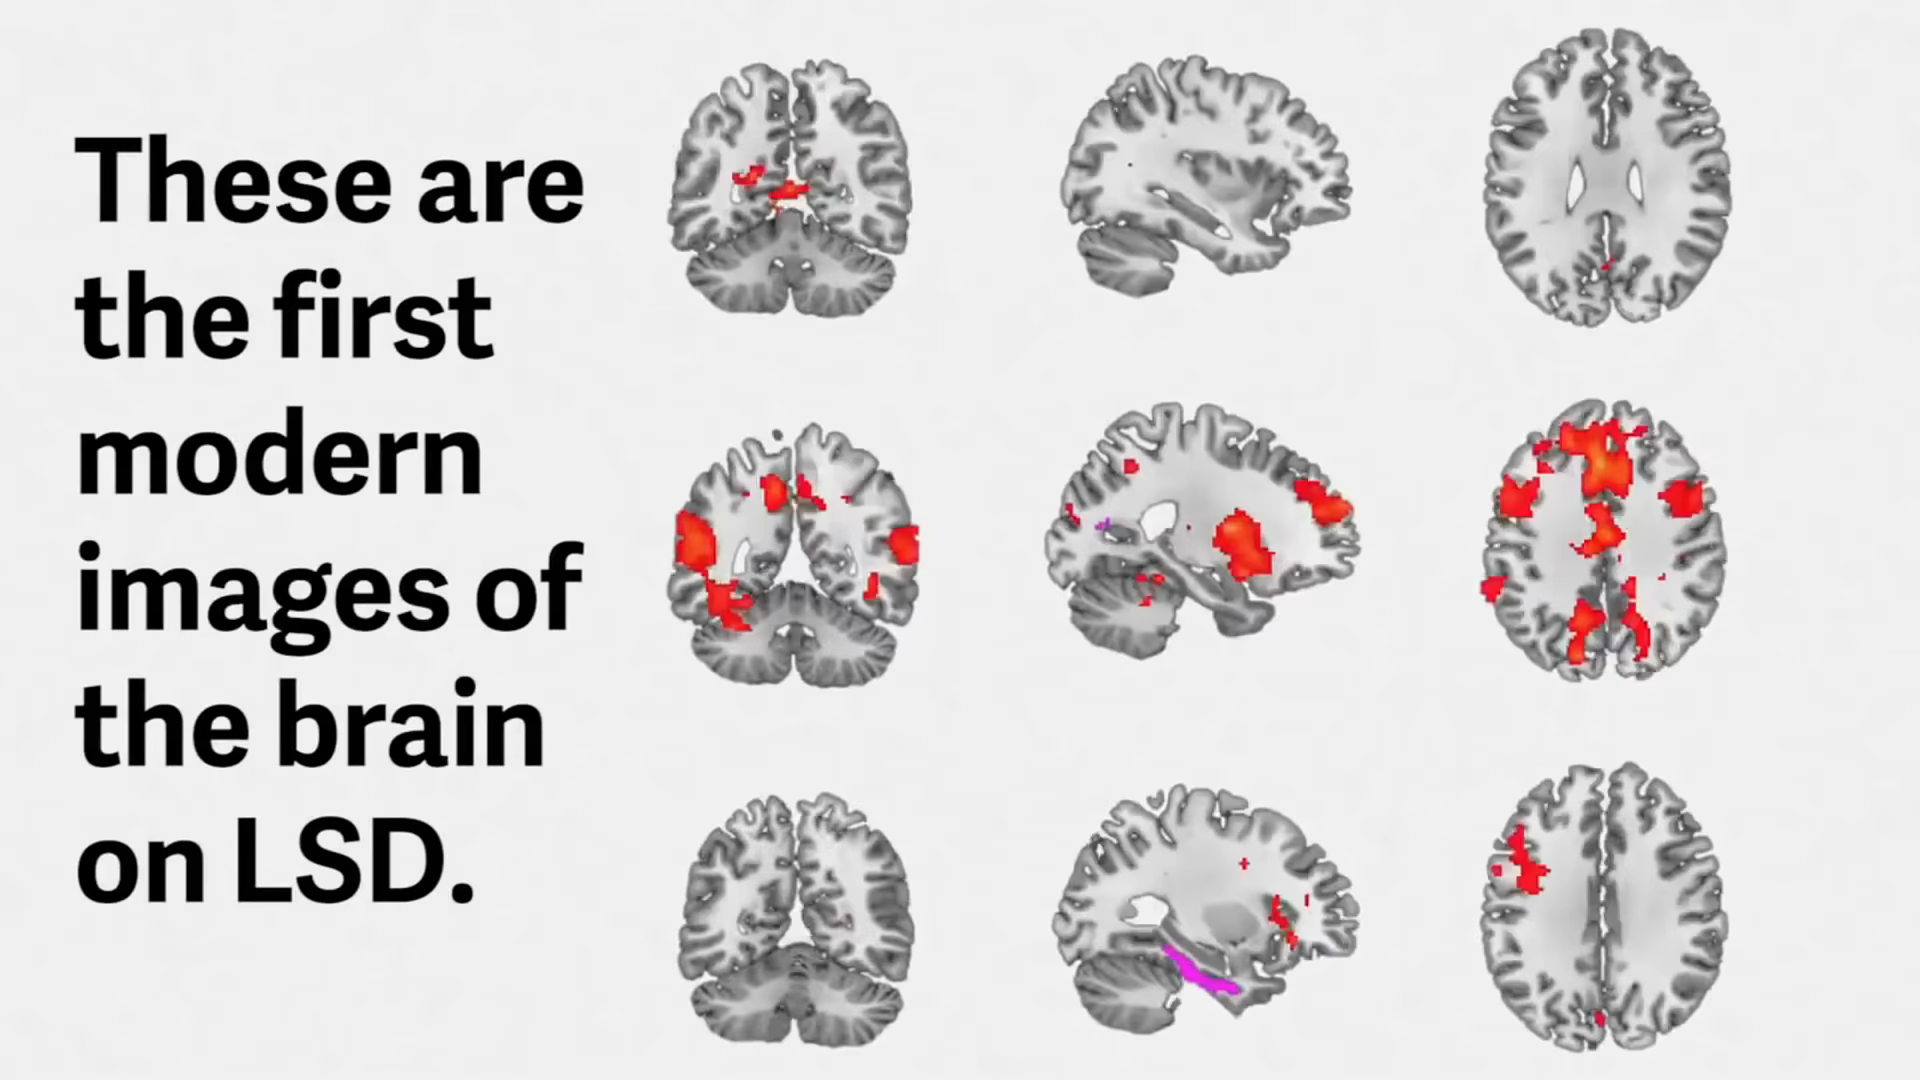 These are
the first
modern
images of
the brain
on LSD.